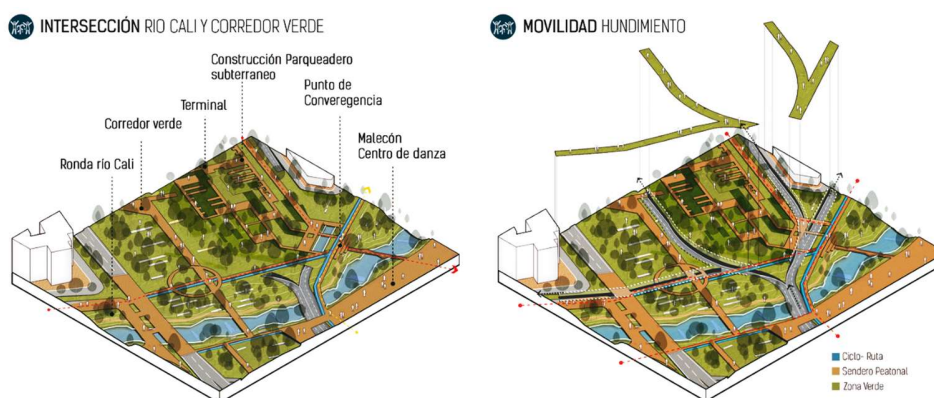 INTERSECCIÓN RIO CALI Y CORREDOR VERDE
Construcción Parqueadero
subterraneo
Punto de
Converegencia
Terminal
Corredor verde
Malecón
Centro de danza
Ronda río Cali
MOVILIDAD HUNDIMIENTO
Ciclo- Ruta
Sendero Peatonal
Zona Verde